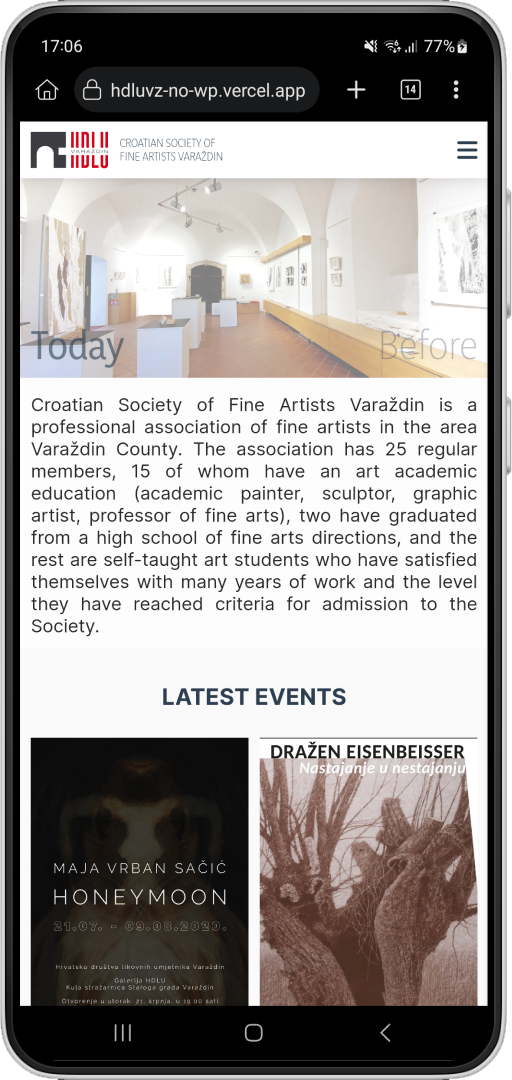 17:06
77%
hdluvz-no-wp.vercel.app
14
HDLU
VARAŽDIN
CROATIAN SOCIETY OF
FINE ARTISTS VARAŽDIN
Today
Before
Croatian Society of Fine Artists Varaždin is a
professional association of fine artists in the area
Varaždin County. The association has 25 regular
members, 15 of whom have an art academic
education (academic painter, sculptor, graphic
artist, professor of fine arts), two have graduated
from a high school of fine arts directions, and the
rest are self-taught art students who have satisfied
themselves with many years of work and the level
they have reached criteria for admission to the
Society.
LATEST EVENTS
MAJA VRBAN SAČIĆ
HONEYMOON
21.07. - 09.08.2020.
Hrvatsko društvo likovnih umjetnika Varaždin
Galerija HDLU
Kula stražarnica Staroga grada Varaždin
Otvorenje u utorak, 21. srpnja, u 19.00 sati
DRAŽEN EISENBEISSER
Nastajanje u nestajanju